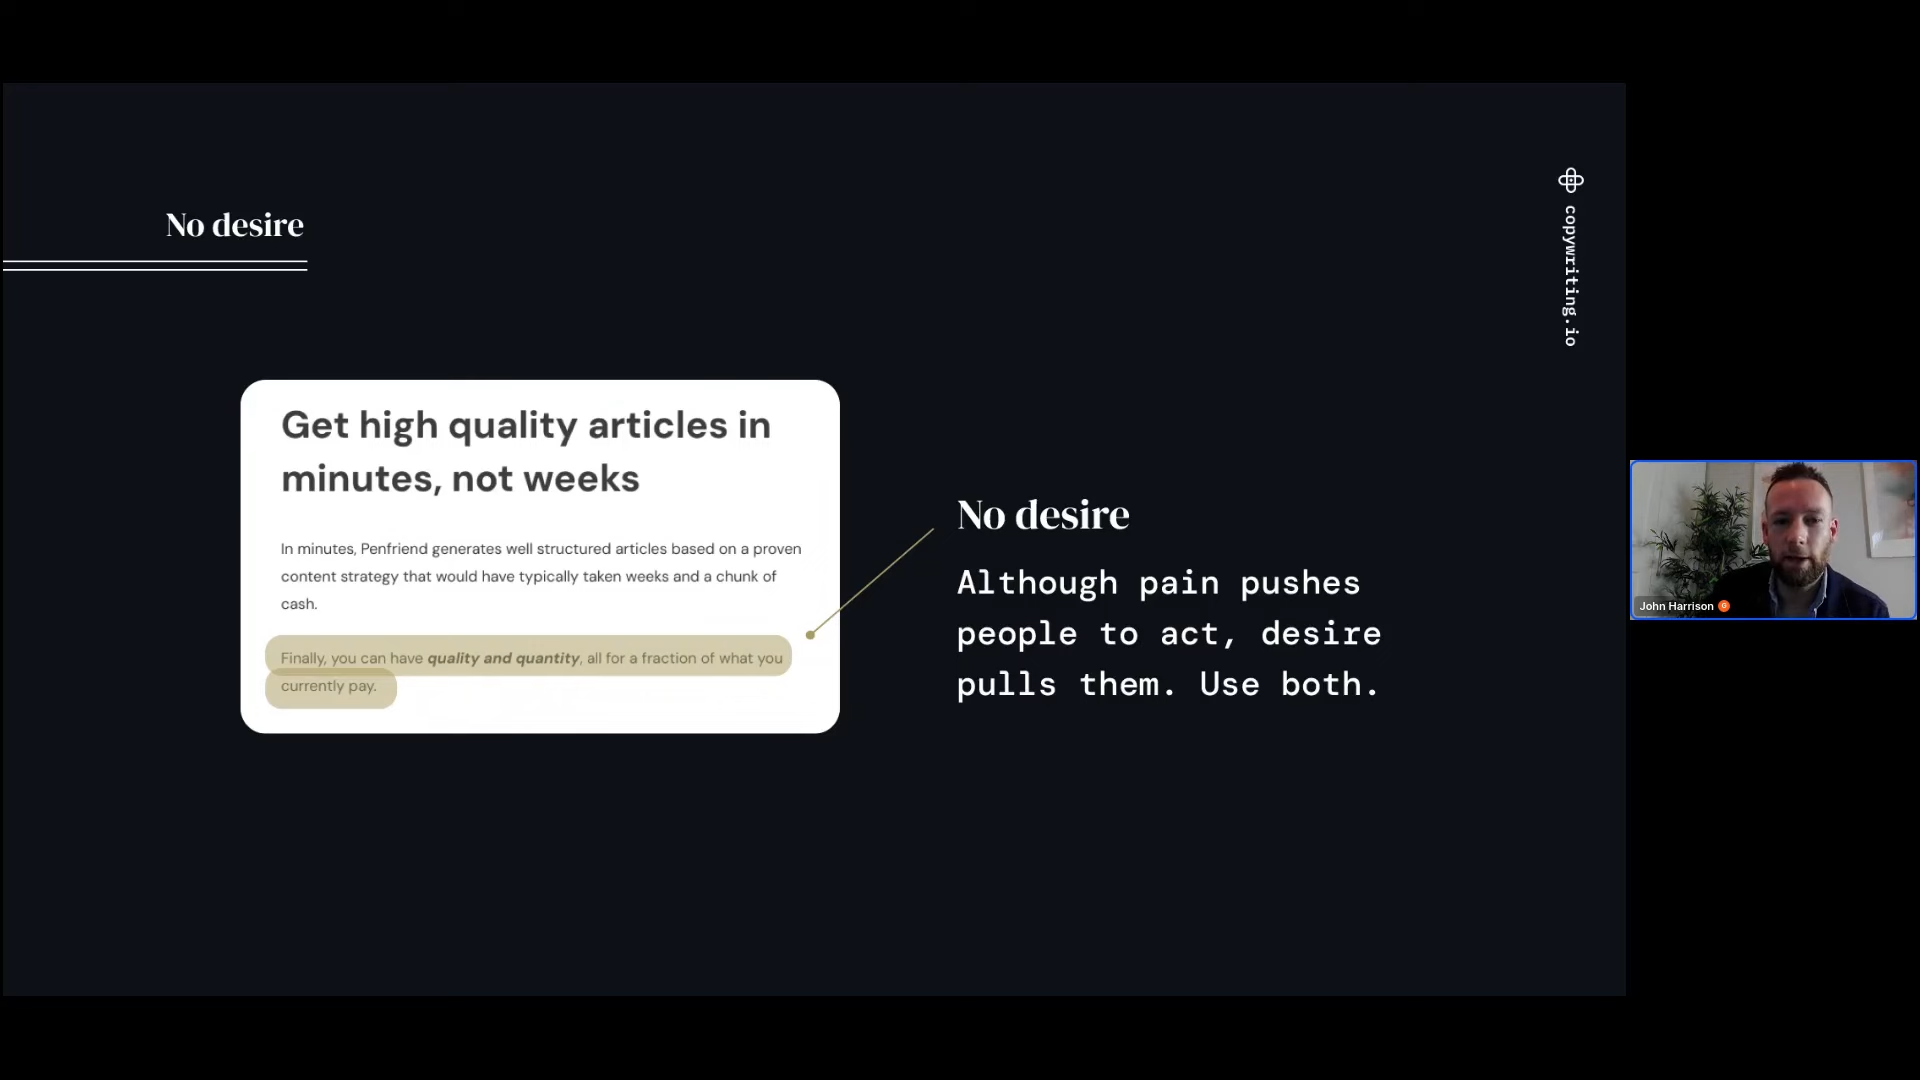 No desire
copywriting.io
Get high quality articles in
minutes, not weeks
In minutes, Penfriend generates well structured articles based on a proven
content strategy that would have typically taken weeks and a chunk of
cash.
Finally, you can have quality and quantity, all for a fraction of what you
currently pay.
No desire
Although pain pushes
people to act, desire
pulls them. Use both.
John Harrison